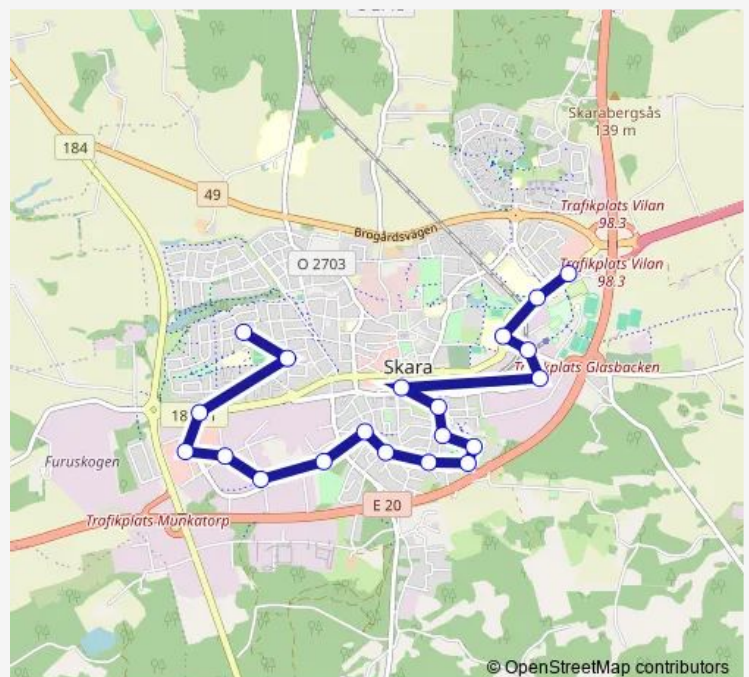 Skarabergsås
139 m
184
49
Trafikplats Vilan
98.3
Brogårdsvägen
O 2703
Trafikplats Vilan
98.3
Skara
Trafikplats Glasbacken
Furuskogen
E 20
Trafikplats Munkatorp
© OpenStreetMap contributors